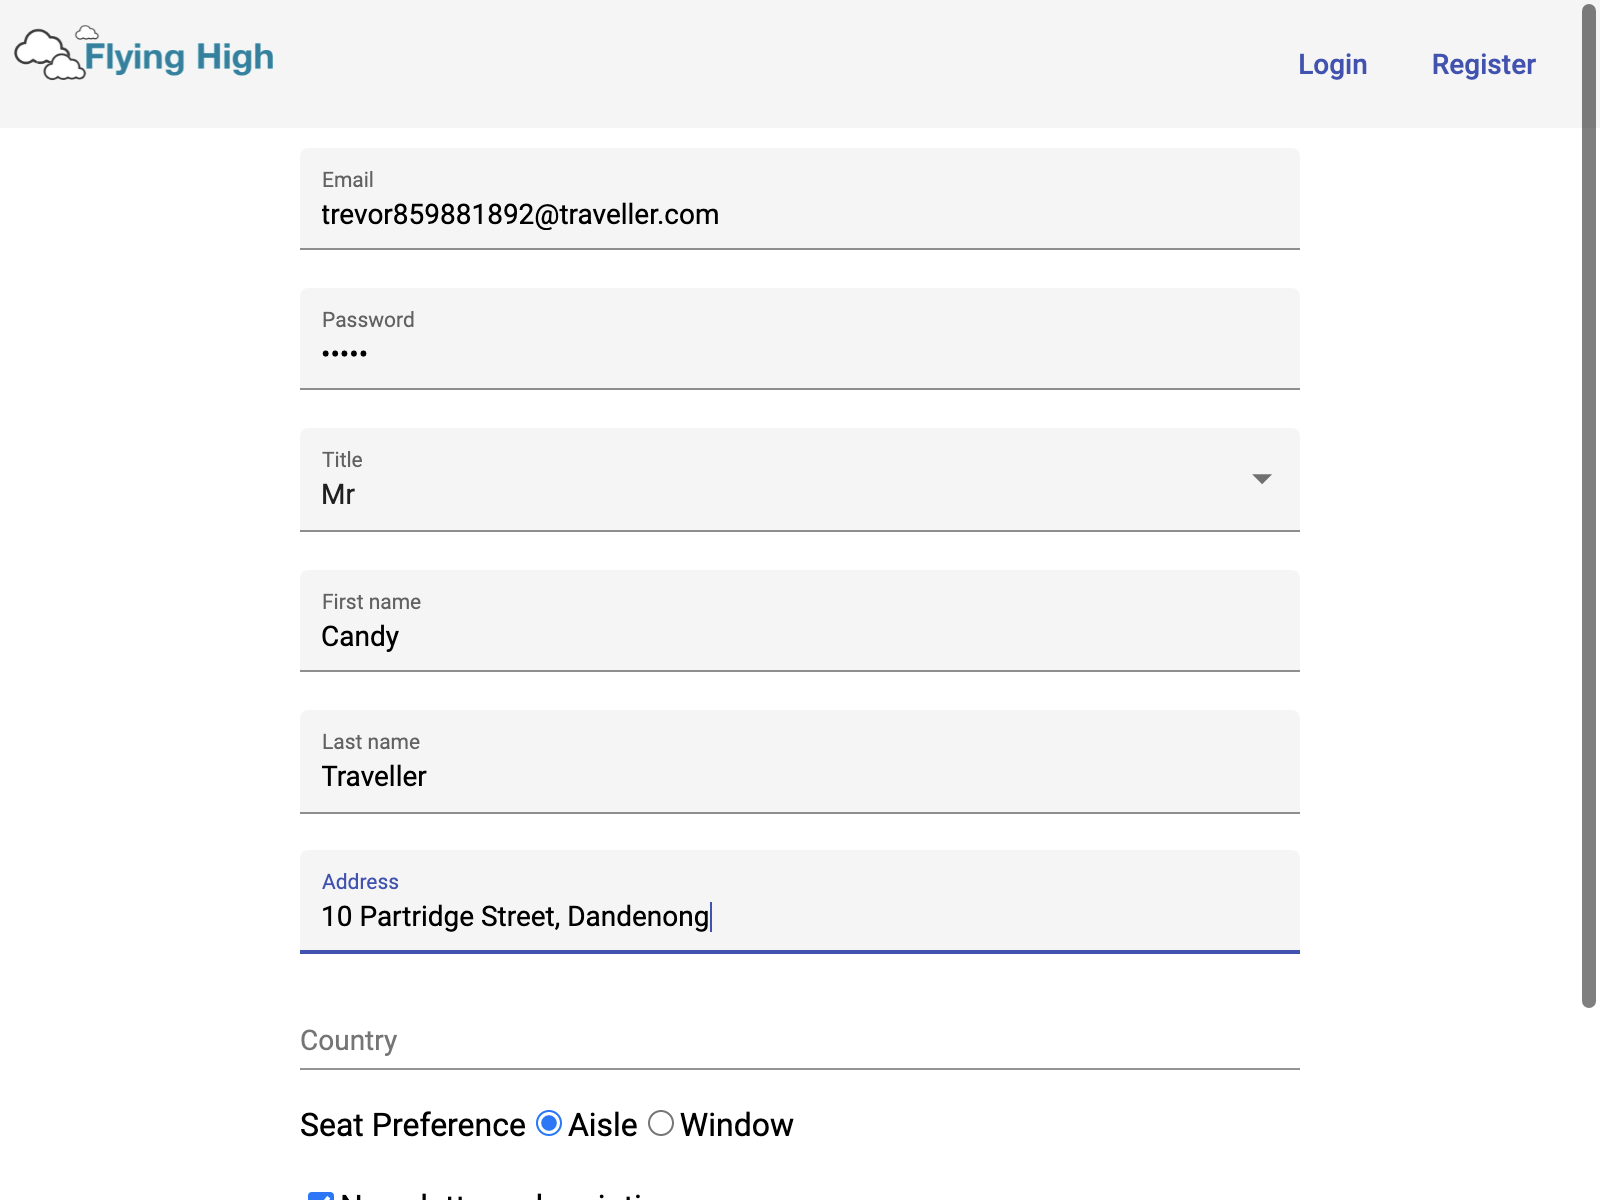 Flying High
Login Register
Email
trevor859881892@traveller.com
Password
•••••
Title
Mr
First name
Candy
Last name
Traveller
Address
10 Partridge Street, Dandenong
Country
Seat Preference Aisle Window